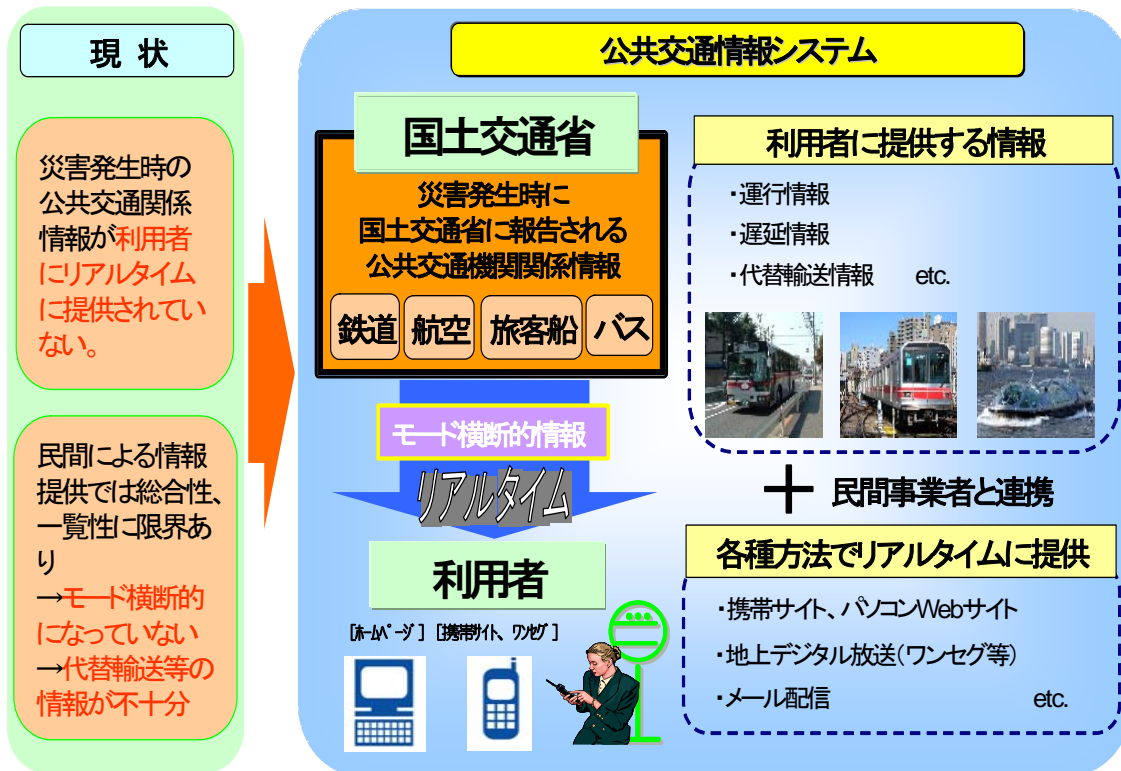 現 状
災害発生時の
公共交通関係
情報が利用者
にリアルタイム
に提供されてい
ない。
民間による情報
提供では総合性、
一覧性に限界あ
り
→モード横断的
になっていない
→代替輸送等の
情報が不十分
公共交通情報システム
国土交通省
災害発生時に
国土交通省に報告される
公共交通機関関係情報
鉄道 航空 旅客船 バス
モード横断的情報
リアルタイム
利用者
[ホームページ] [携帯サイト、ワンセグ]
利用者に提供する情報
・運行情報
・遅延情報
・代替輸送情報 etc.
＋ 民間事業者と連携
各種方法でリアルタイムに提供
・携帯サイト、パソコンWebサイト
・地上デジタル放送(ワンセグ等)
・メール配信 etc.